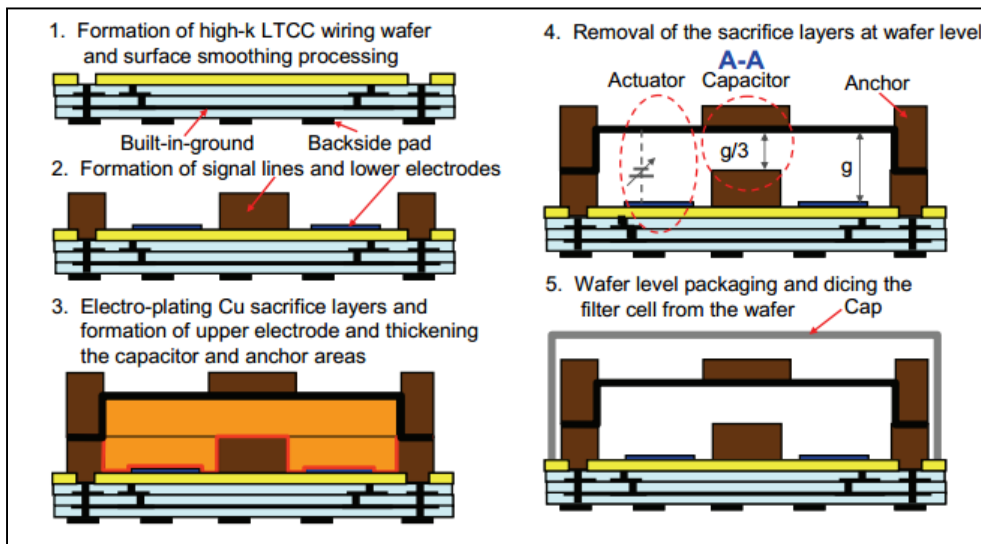 1. Formation of high-k LTCC wiring wafer
and surface smoothing processing
Built-in-ground
Backside pad
2. Formation of signal lines and lower electrodes
3. Electro-plating Cu sacrifice layers and
formation of upper electrode and thickening
the capacitor and anchor areas
4. Removal of the sacrifice layers at wafer level
A-A
Actuator
Capacitor
Anchor
g/3
g
5. Wafer level packaging and dicing the
filter cell from the wafer
Cap